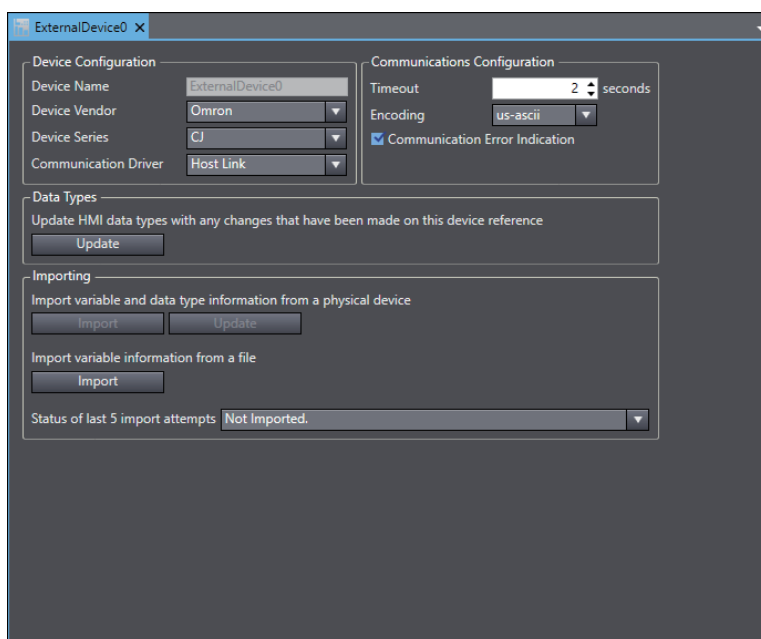 ExternalDevice0
Device Configuration
Device Name ExternalDevice0
Device Vendor Omron
Device Series CJ
Communication Driver Host Link
Communications Configuration
Timeout 2 seconds
Encoding us-ascii
Communication Error Indication
Data Types
Update HMI data types with any changes that have been made on this device reference
Update
Importing
Import variable and data type information from a physical device
Import Update
Import variable information from a file
Import
Status of last 5 import attempts Not Imported.